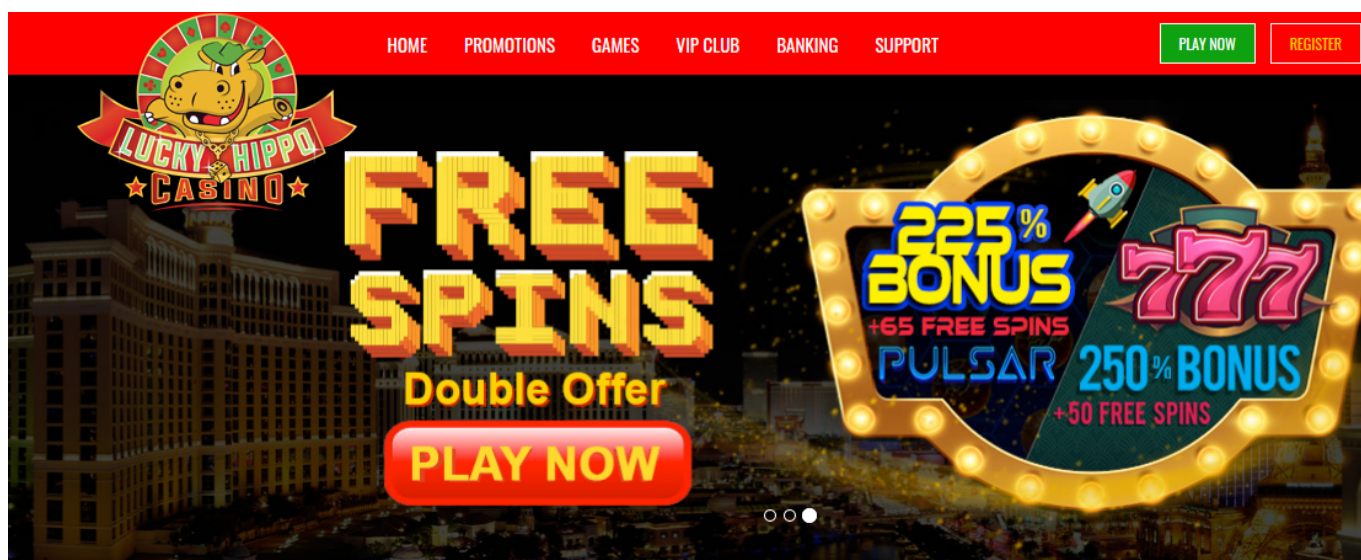 HOME PROMOTIONS GAMES VIP CLUB BANKING SUPPORT PLAY NOW REGISTER
LUCKY HIPPO
CASINO
FREE
SPINS
Double Offer
PLAY NOW
225%
BONUS
+65 FREE SPINS
PULSAR
777
250% BONUS
+50 FREE SPINS